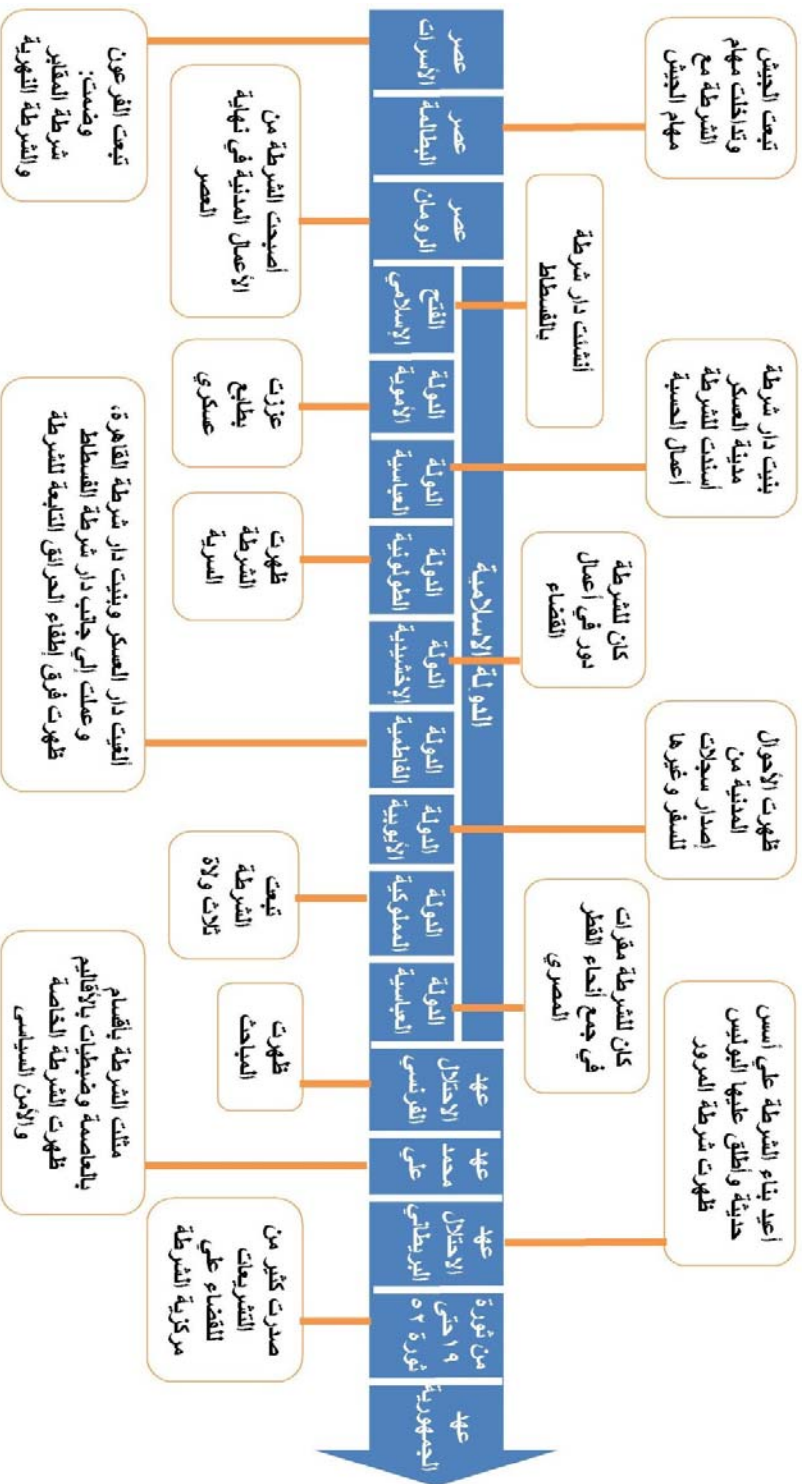 تبعت الجيش
وتداخلت مهام
الشرطة مع
مهام الجيش
أنشئت دار شرطة
بالفسطاط
بنيت دار شرطة
مدينة العسكر
أسندت للشرطة
أعمال الحسبة
كان للشرطة
دور في أعمال
القضاء
ظهرت الأحوال
المدنية من
إصدار سجلات
للسفر وغيرها
كان للشرطة مقرات
في جمع أنحاء القطر
المصري
أعيد بناء الشرطة علي أسس
حديثة وأطلق عليها البوليس
ظهرت شرطة المرور
الدولة الاسلامية
عصر
الأسرات
عصر
البطالمة
عصر
الرومان
الفتح
الإسلامي
الدولة
الأموية
الدولة
العباسية
الدولة
الطولونية
الدولة
الإخشيدية
الدولة
الفاطمية
الدولة
الأيوبية
الدولة
المملوكية
الدولة
العباسية
عهد
الاحتلال
الفرنسي
عهد
محمد
علي
عهد
الاحتلال
البريطاني
من ثورة
١٩ حتى
ثورة ٥٢
عهد
الجمهورية
تبعت الفرعون
وضمت:
شرطة المقابر
والشرطة النهرية
أصبحت الشرطة من
الأعمال المدنية في نهاية
العصر
عززت
بطابع
عسكري
ظهرت
الشرطة
السرية
ألغيت دار العسكر وبنيت دار شرطة القاهرة،
وعملت إلي جانب دار شرطة الفسطاط
ظهرت فرق إطفاء الحرائق التابعة للشرطة
تبعت
الشرطة
ثلاث ولاة
ظهرت
المباحث
مثلت الشرطة بأقسام
بالعاصمة وضبطيات بالأقاليم
ظهرت الشرطة الخاصة
والأمن السياسى
صدرت كثير من
التشريعات
للقضاء علي
مركزية الشرطة